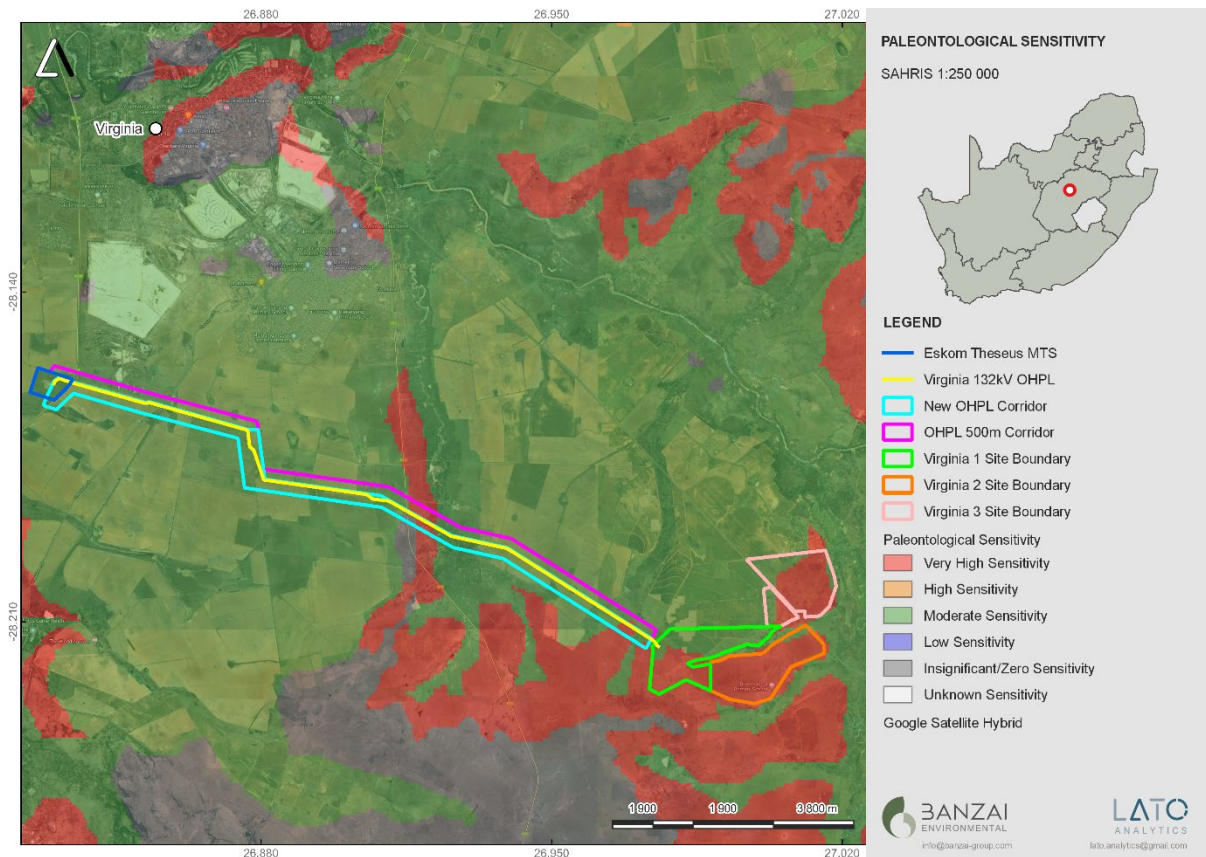 26.880
26.950
27.020
Virginia
-28.140
-28.210
26.880
26.950
27.020
1 900
1 900
3 800 m
PALEONTOLOGICAL SENSITIVITY
SAHRIS 1:250 000
LEGEND
Eskom Theseus MTS
Virginia 132kV OHPL
New OHPL Corridor
OHPL 500m Corridor
Virginia 1 Site Boundary
Virginia 2 Site Boundary
Virginia 3 Site Boundary
Paleontological Sensitivity
Very High Sensitivity
High Sensitivity
Moderate Sensitivity
Low Sensitivity
Insignificant/Zero Sensitivity
Unknown Sensitivity
Google Satellite Hybrid
BANZAI
ENVIRONMENTAL
info@banzai-group.com
LATO
ANALYTICS
lato.analytics@gmail.com